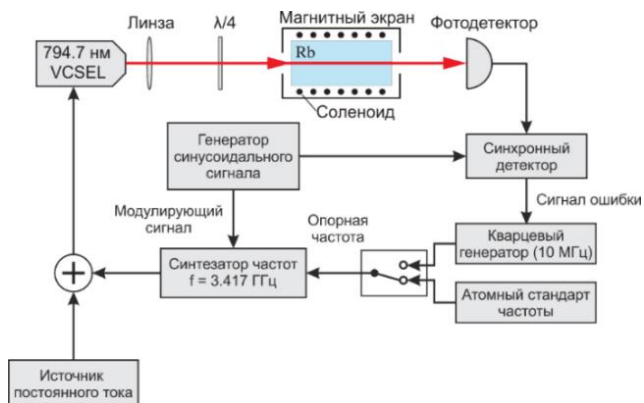 794.7 нм
VCSEL
Линза
λ/4
Магнитный экран
Rb
Соленоид
Фотодетектор
Генератор
синусоидального
сигнала
Синхронный
детектор
Сигнал ошибки
Модулирующий
сигнал
Опорная
частота
Кварцевый
генератор (10 МГц)
Синтезатор частот
f = 3.417 ГГц
Атомный стандарт
частоты
Источник
постоянного тока